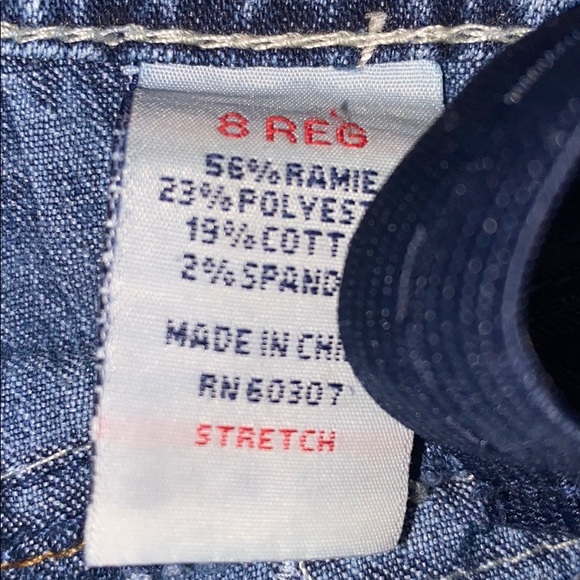 8 REG
56%RAMIE
23%POLYEST
19%COTT
2%SPAND
MADE IN CHI
RN 60307
STRETCH